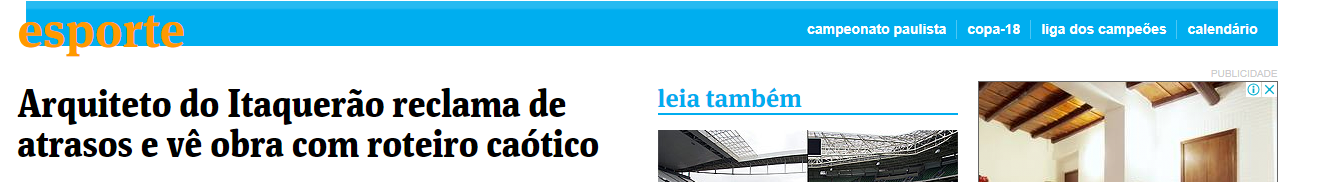 esporte
campeonato paulista
copa-18
liga dos campeões
calendário
PUBLICIDADE
Arquiteto do Itaquerão reclama de
atrasos e vê obra com roteiro caótico
leia também